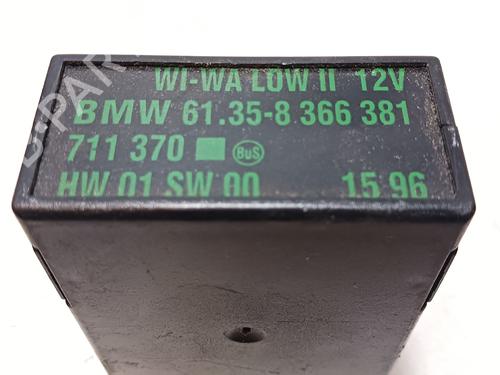 WI-WA LOW II 12V
BMW 61.35-8 366 381
711 370 BuS
HW 01 SW 00 15 96